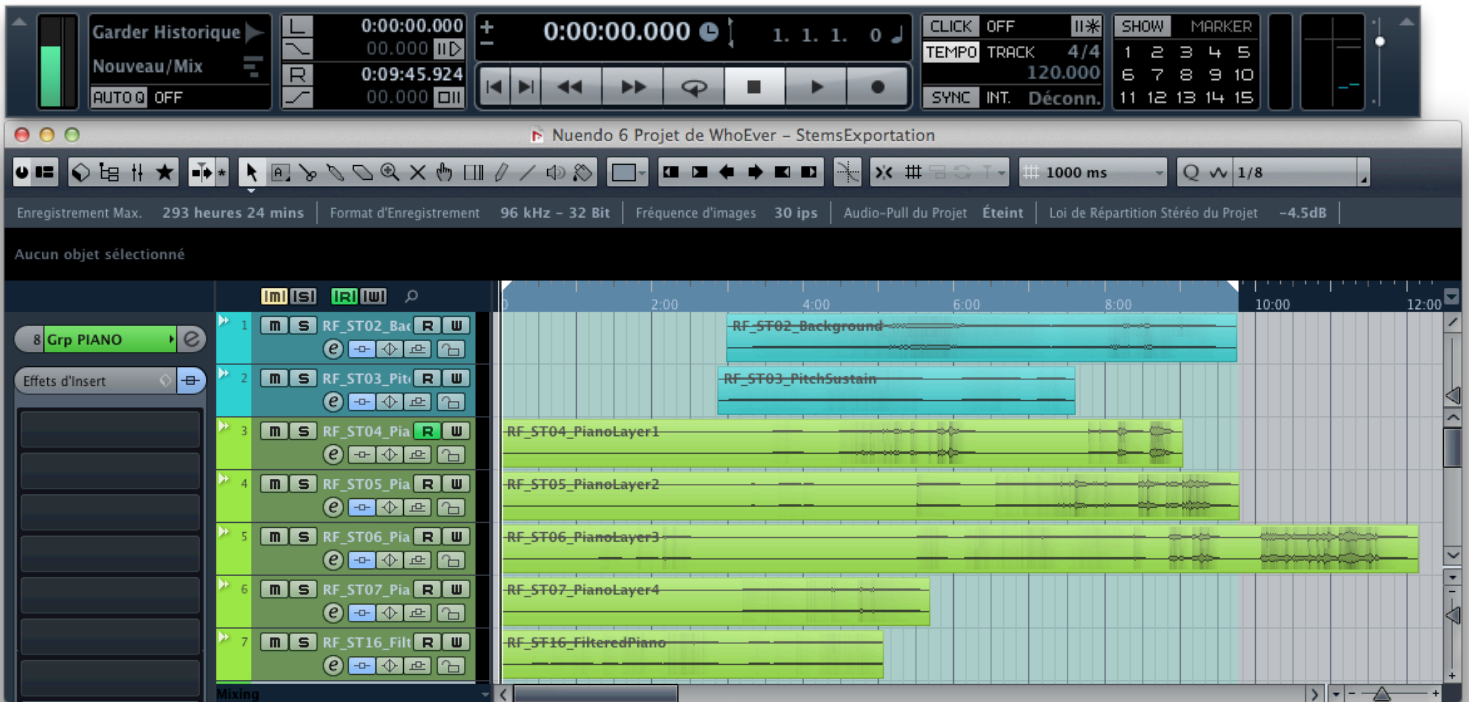 Garder Historique
Nouveau/Mix
AUTO Q OFF
L 0:00:00.000
00.000
R 0:09:45.924
00.000
0:00:00.000 1. 1. 1. 0
CLICK OFF
TEMPO TRACK 4/4
120.000
SYNC INT. Déconn.
SHOW MARKER
1 2 3 4 5
6 7 8 9 10
11 12 13 14 15
Nuendo 6 Projet de WhoEver – StemsExportation
1000 ms Q 1/8
Enregistrement Max. 293 heures 24 mins Format d'Enregistrement 96 kHz – 32 Bit Fréquence d'images 30 ips Audio-Pull du Projet Éteint Loi de Répartition Stéréo du Projet -4.5dB
Aucun objet sélectionné
m S R W
0 2:00 4:00 6:00 8:00 10:00 12:00
8 Grp PIANO e
Effets d'Insert
1 m S RF_ST02_Bac R W
e
RF_ST02_Background
2 m S RF_ST03_Pit R W
e
RF_ST03_PitchSustain
3 m S RF_ST04_Pia R W
e
RF_ST04_PianoLayer1
4 m S RF_ST05_Pia R W
e
RF_ST05_PianoLayer2
5 m S RF_ST06_Pia R W
e
RF_ST06_PianoLayer3
6 m S RF_ST07_Pia R W
e
RF_ST07_PianoLayer4
7 m S RF_ST16_Filt R W
e
RF_ST16_FilteredPiano
Mixing